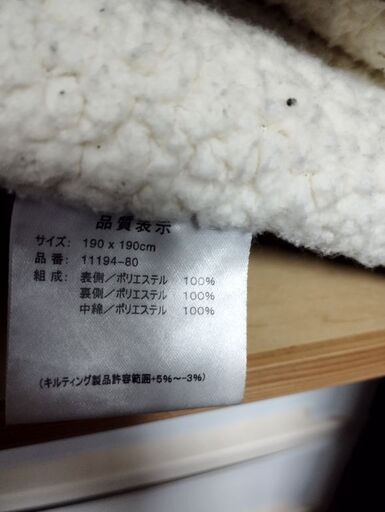 品質表示
サイズ: 190 x 190cm
品番: 11194-80
組成: 表側/ポリエステル 100%
裏側/ポリエステル 100%
中綿/ポリエステル 100%
(キルティング製品許容範囲+5%〜-3%)